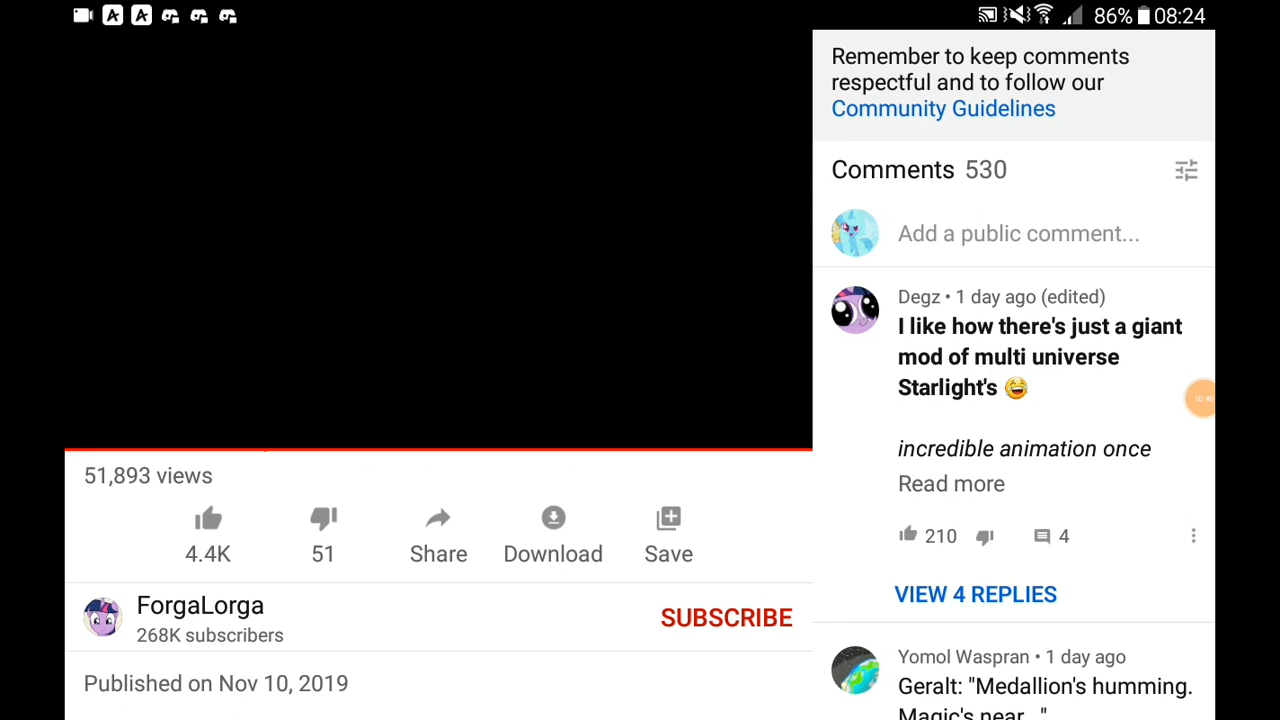 86% 08:24
Remember to keep comments
respectful and to follow our
Community Guidelines
Comments 530
Add a public comment...
Degz • 1 day ago (edited)
I like how there's just a giant
mod of multi universe
Starlight's 😂
incredible animation once
Read more
210 4
VIEW 4 REPLIES
Yomol Waspran • 1 day ago
Geralt: "Medallion's humming.
Magic's near..."
51,893 views
4.4K 51 Share Download Save
ForgaLorga
268K subscribers
SUBSCRIBE
Published on Nov 10, 2019